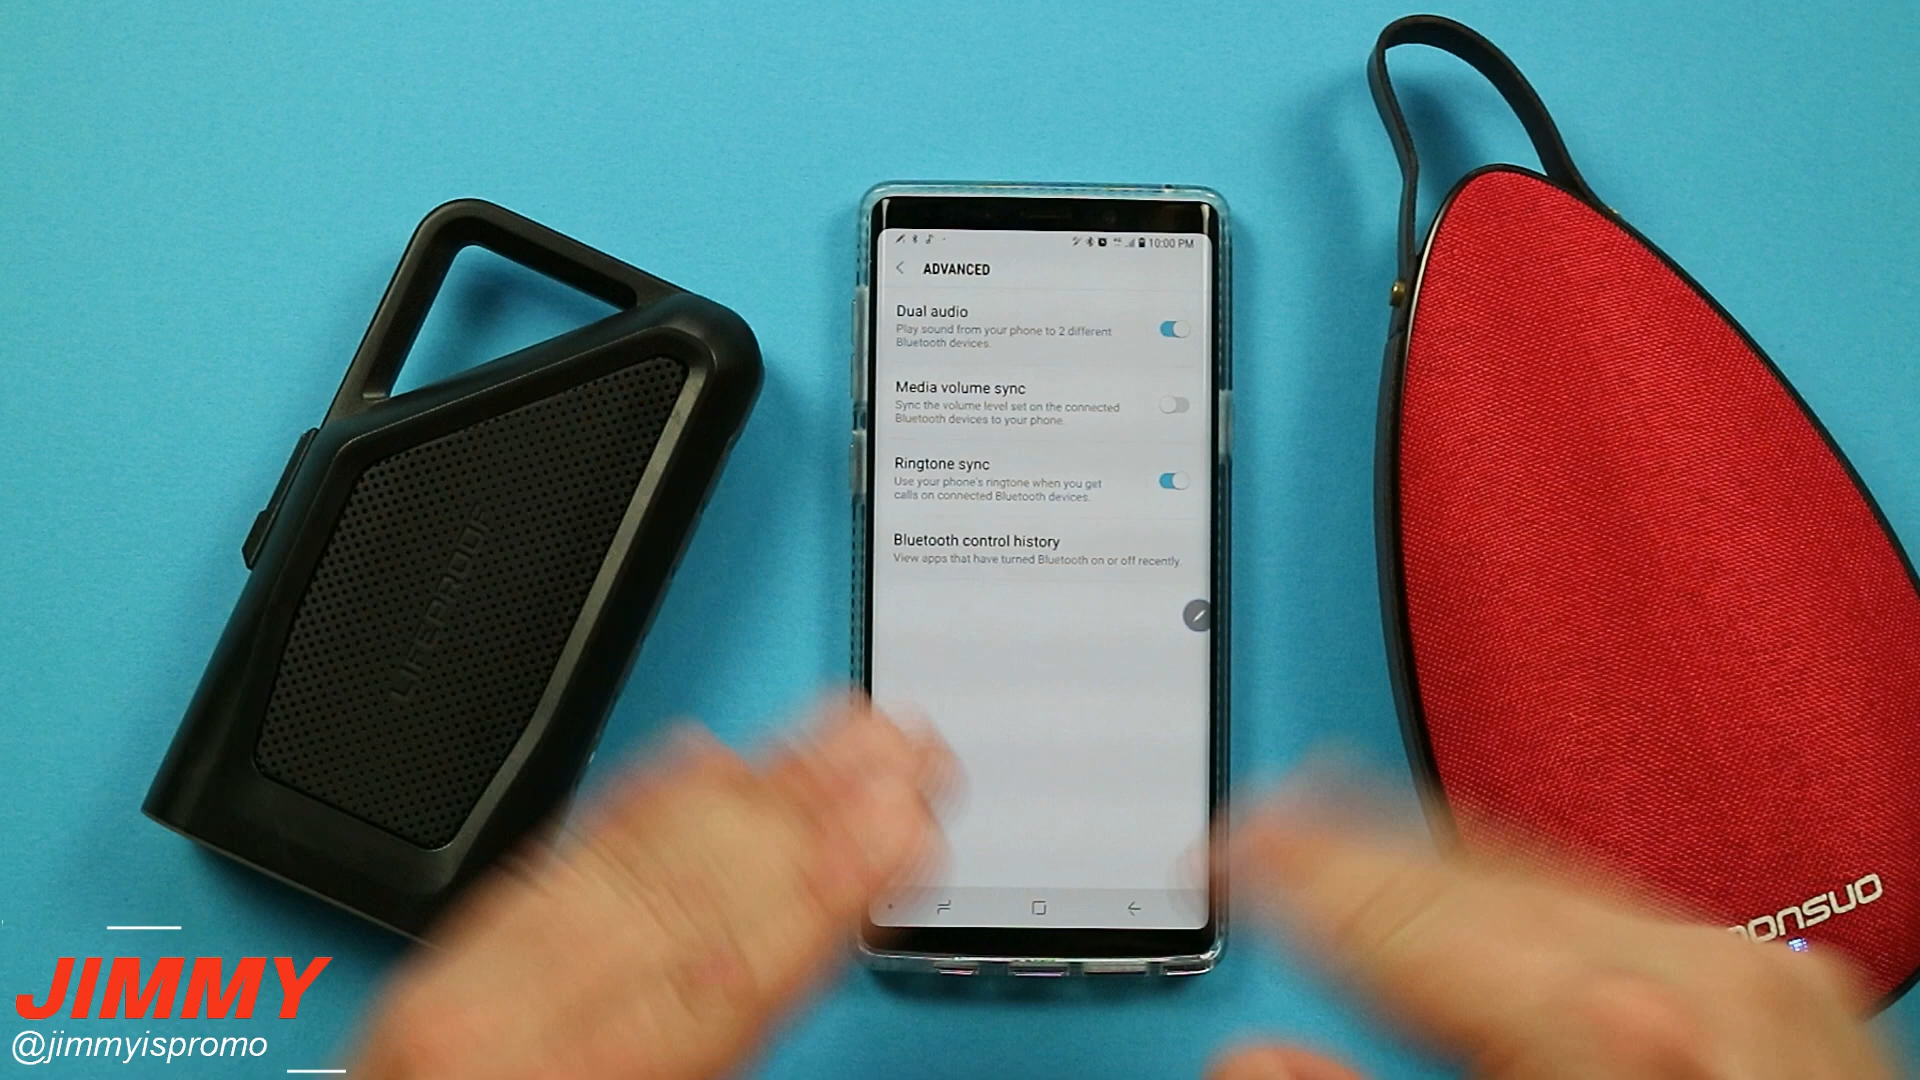 10:00 PM
ADVANCED
Dual audio
Play sound from your phone to 2 different
Bluetooth devices.
Media volume sync
Sync the volume level set on the connected
Bluetooth devices to your phone.
Ringtone sync
Use your phone's ringtone when you get
calls on connected Bluetooth devices.
Bluetooth control history
View apps that have turned Bluetooth on or off recently.
LIFEPROOF
onsuo
JIMMY
@jimmyispromo